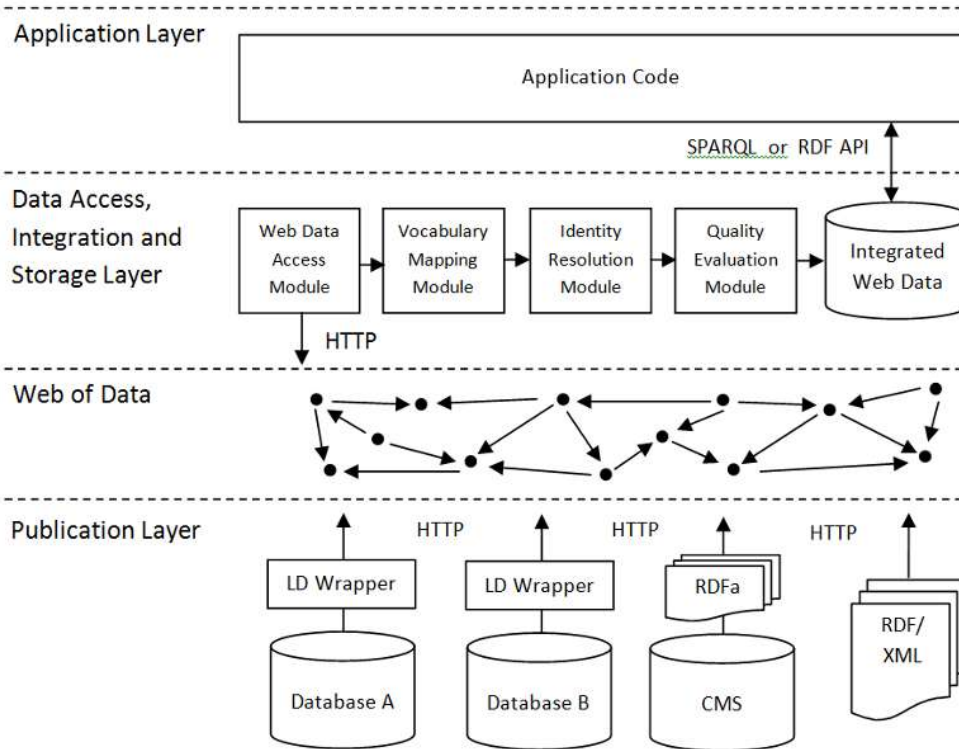 Application Layer
Application Code
SPARQL or RDF API
Data Access,
Integration and
Storage Layer
Web Data
Access
Module
Vocabulary
Mapping
Module
Identity
Resolution
Module
Quality
Evaluation
Module
Integrated
Web Data
HTTP
Web of Data
Publication Layer
HTTP
HTTP
HTTP
LD Wrapper
LD Wrapper
RDFa
RDF/
XML
Database A
Database B
CMS